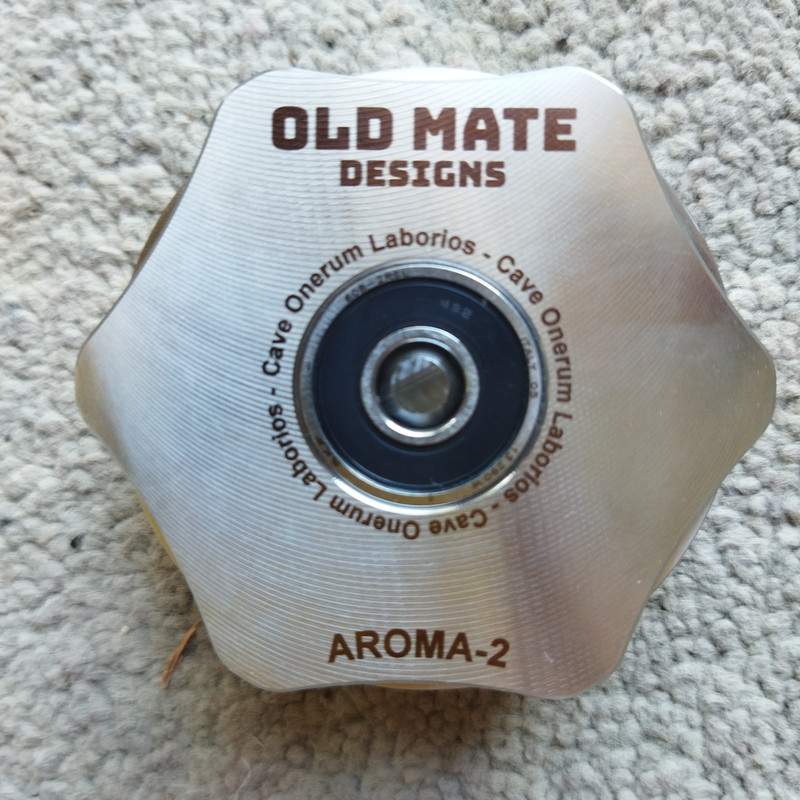 OLD MATE
DESIGNS
Cave Onerum Laborios - Cave Onerum Laborios - Cave Onerum Laborios -
AROMA-2